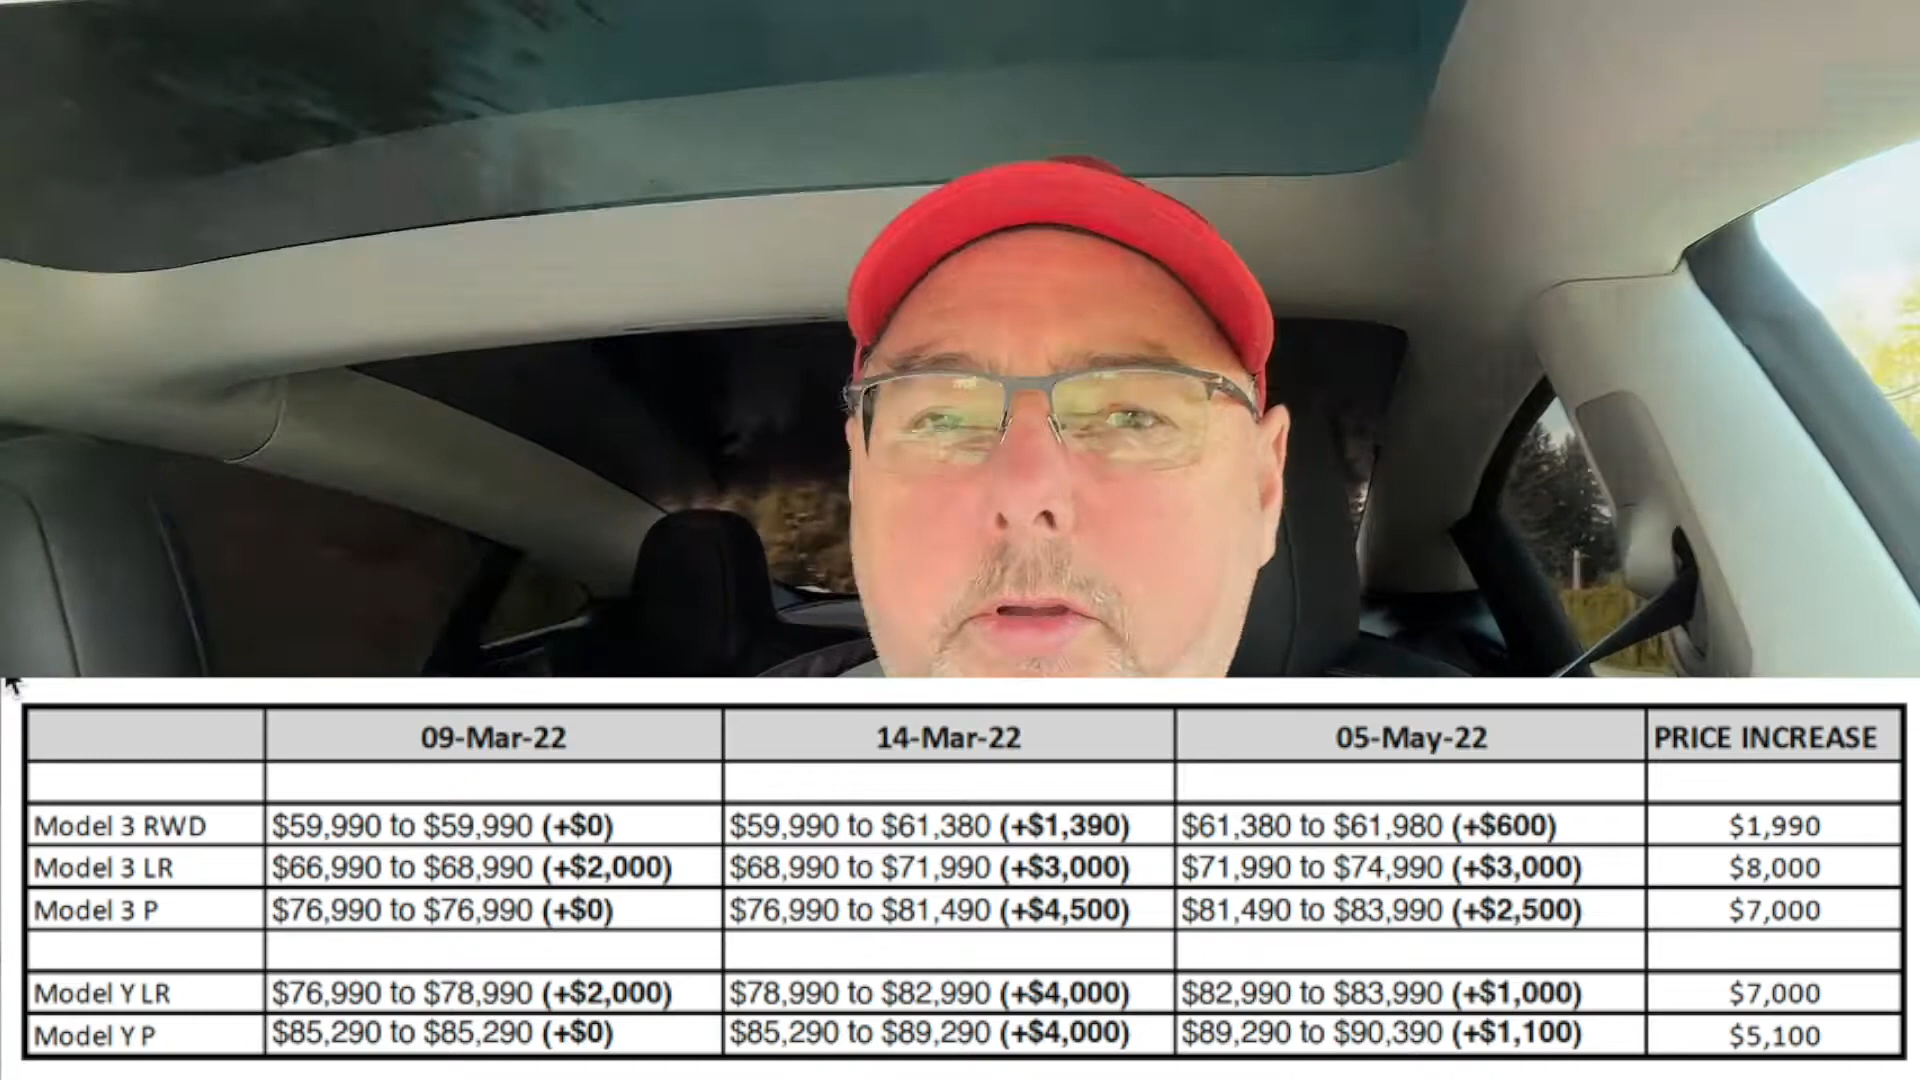 09-Mar-22 14-Mar-22 05-May-22 PRICE INCREASE
Model 3 RWD $59,990 to $59,990 (+$0) $59,990 to $61,380 (+$1,390) $61,380 to $61,980 (+$600) $1,990
Model 3 LR $66,990 to $68,990 (+$2,000) $68,990 to $71,990 (+$3,000) $71,990 to $74,990 (+$3,000) $8,000
Model 3 P $76,990 to $76,990 (+$0) $76,990 to $81,490 (+$4,500) $81,490 to $83,990 (+$2,500) $7,000
Model Y LR $76,990 to $78,990 (+$2,000) $78,990 to $82,990 (+$4,000) $82,990 to $83,990 (+$1,000) $7,000
Model Y P $85,290 to $85,290 (+$0) $85,290 to $89,290 (+$4,000) $89,290 to $90,390 (+$1,100) $5,100